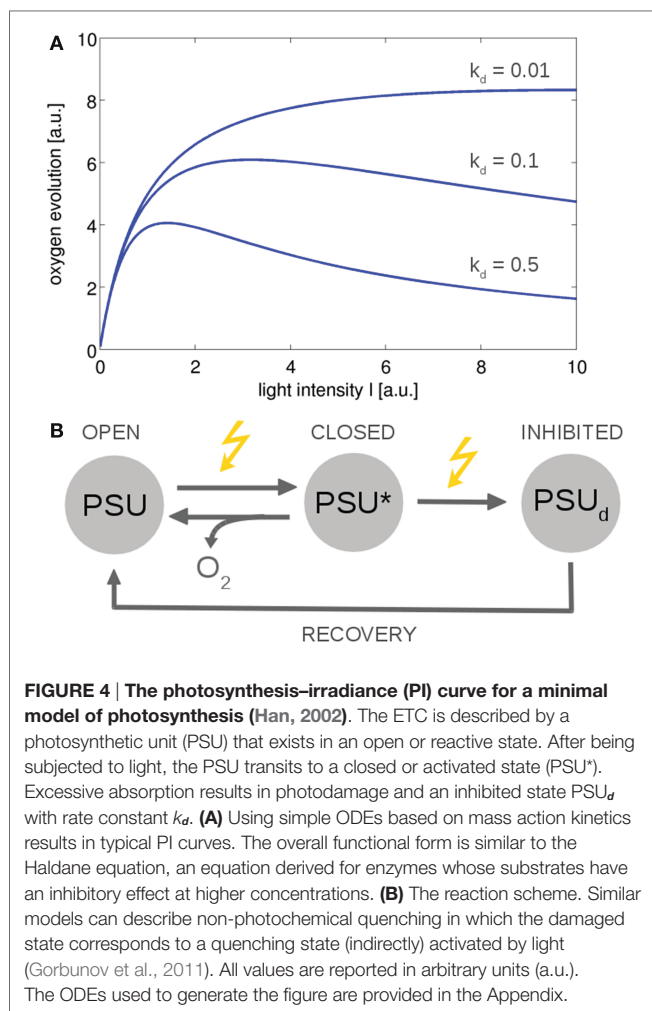 A
10
8
6
4
2
0
oxygen evolution [a.u.]
k_d = 0.01
k_d = 0.1
k_d = 0.5
0 2 4 6 8 10
light intensity I [a.u.]
B
OPEN CLOSED INHIBITED
PSU PSU* PSU_d
O_2
RECOVERY
FIGURE 4 | The photosynthesis–irradiance (PI) curve for a minimal
model of photosynthesis (Han, 2002). The ETC is described by a
photosynthetic unit (PSU) that exists in an open or reactive state. After being
subjected to light, the PSU transits to a closed or activated state (PSU*).
Excessive absorption results in photodamage and an inhibited state PSU_d
with rate constant k_d. (A) Using simple ODEs based on mass action kinetics
results in typical PI curves. The overall functional form is similar to the
Haldane equation, an equation derived for enzymes whose substrates have
an inhibitory effect at higher concentrations. (B) The reaction scheme. Similar
models can describe non-photochemical quenching in which the damaged
state corresponds to a quenching state (indirectly) activated by light
(Gorbunov et al., 2011). All values are reported in arbitrary units (a.u.).
The ODEs used to generate the figure are provided in the Appendix.